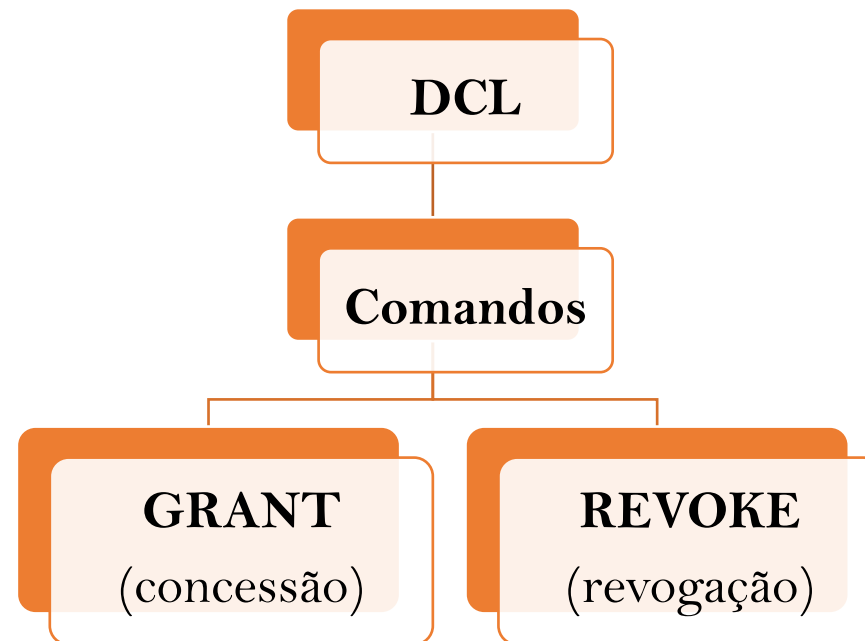 DCL
Comandos
GRANT
(concessão)
REVOKE
(revogação)